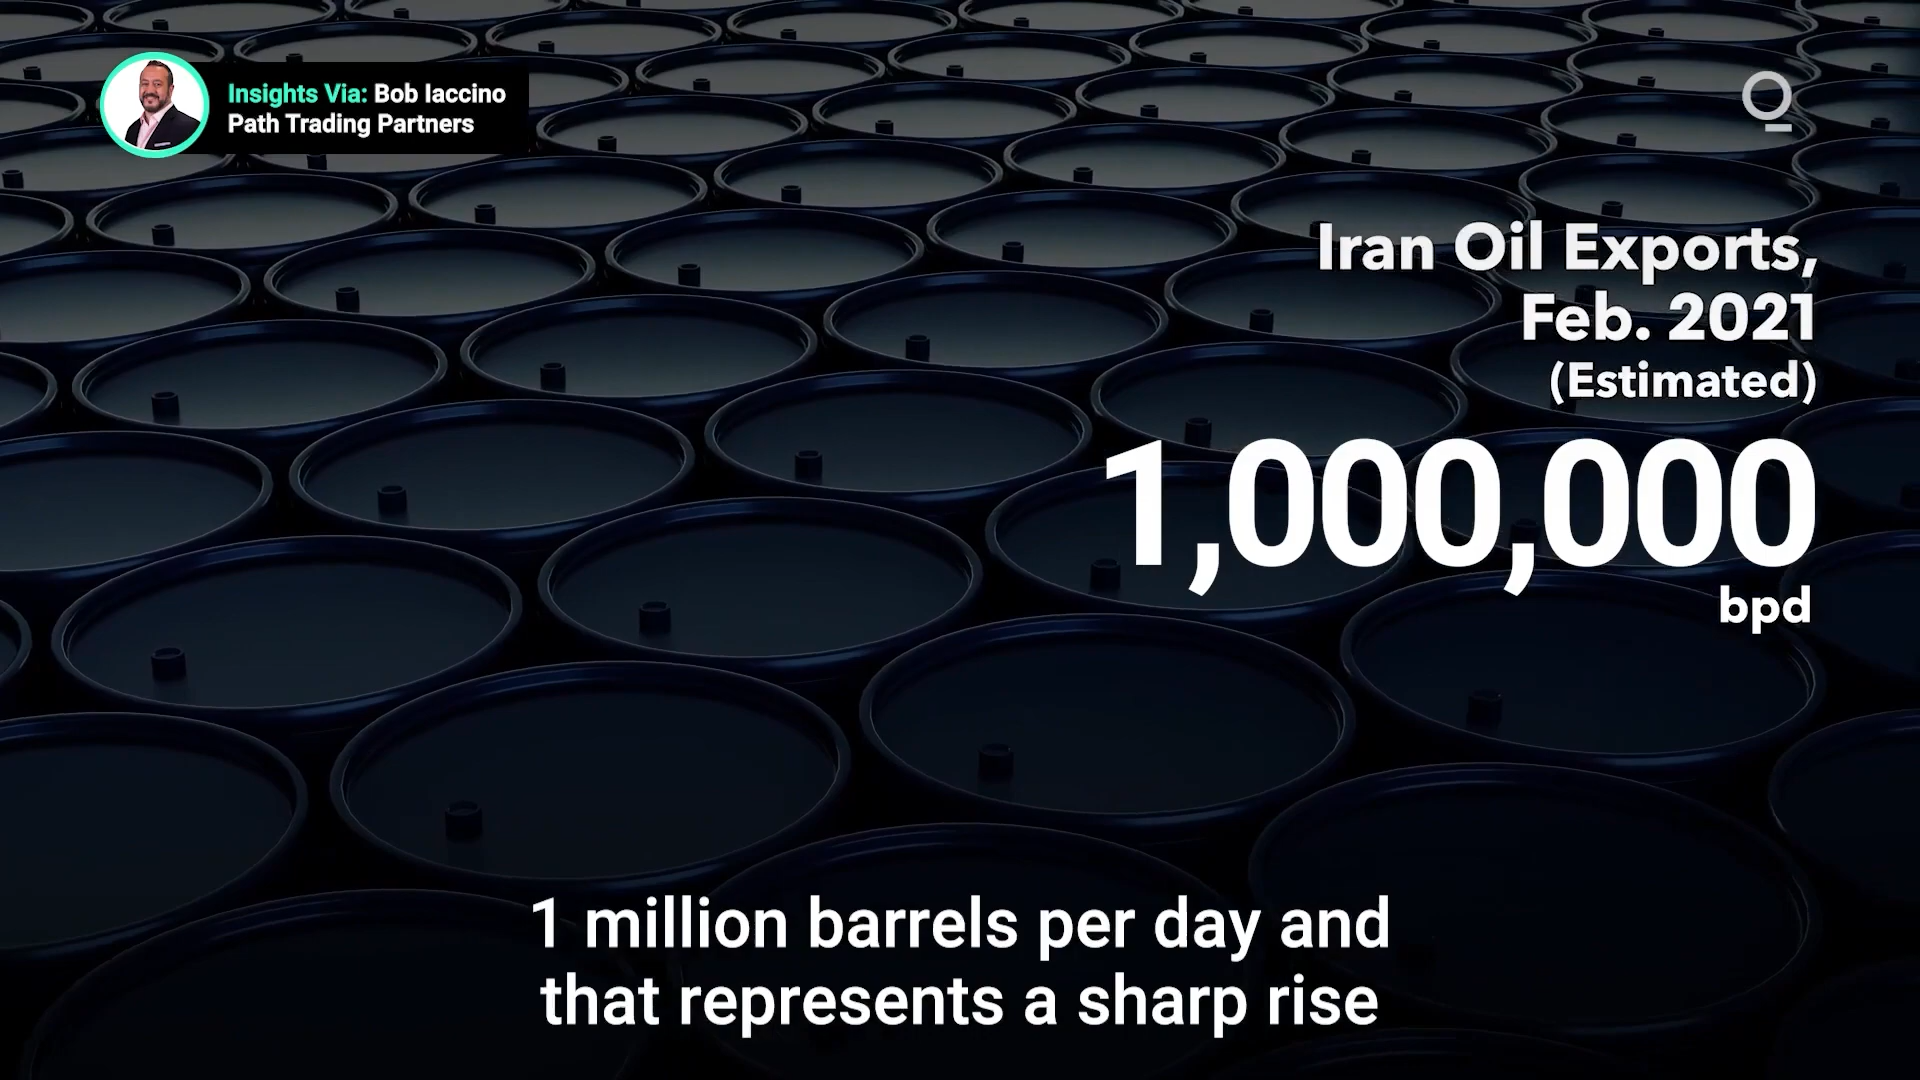 Insights Via: Bob Iaccino
Path Trading Partners
Iran Oil Exports,
Feb. 2021
(Estimated)
1,000,000
bpd
1 million barrels per day and
that represents a sharp rise